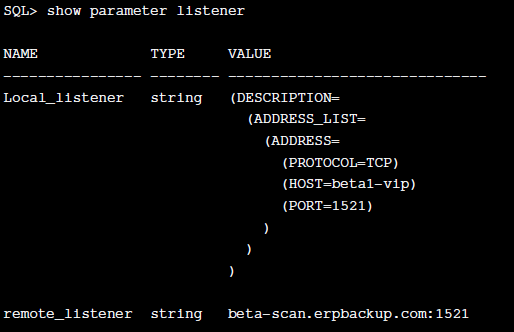 SQL> show parameter listener
NAME TYPE VALUE
---------------- -------- ------------------------------
Local_listener string (DESCRIPTION=
(ADDRESS_LIST=
(ADDRESS=
(PROTOCOL=TCP)
(HOST=beta1-vip)
(PORT=1521)
)
)
)
remote_listener string beta-scan.erpbackup.com:1521